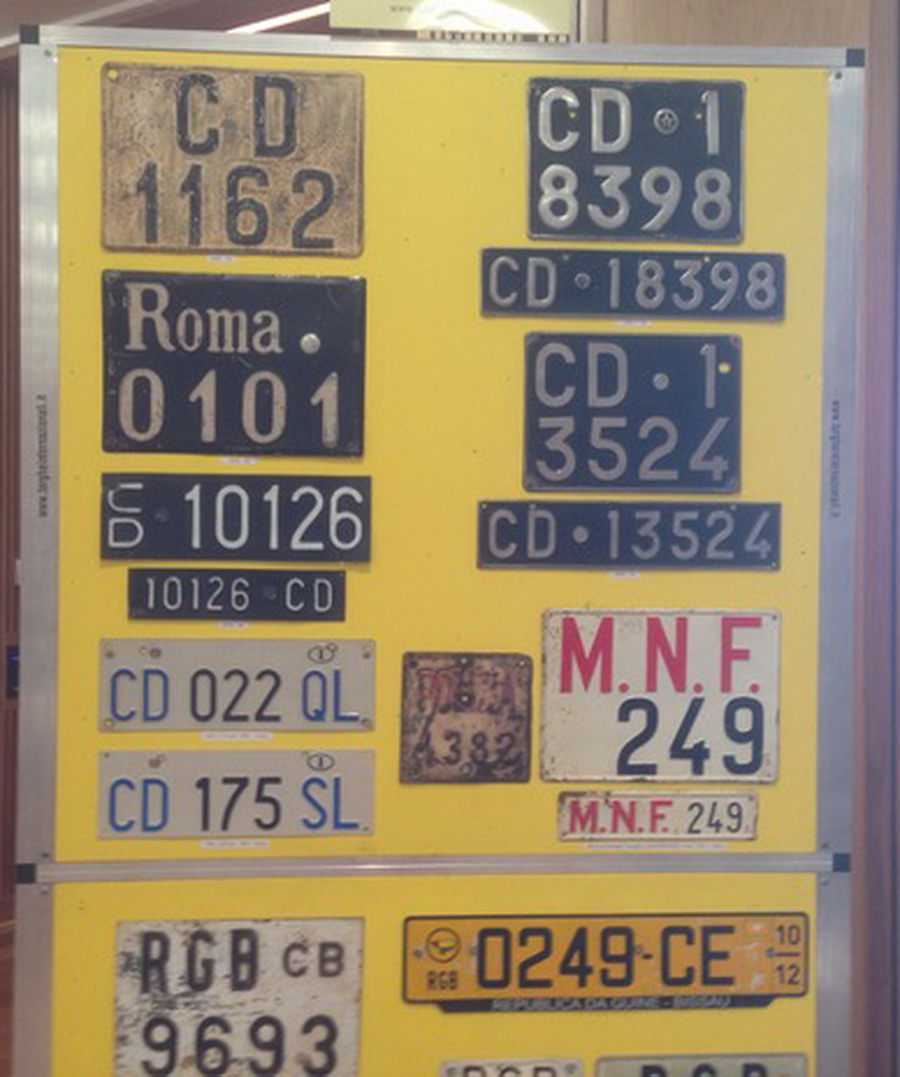 CD
1162
Roma
0101
CD 10126
10126 CD
CD 022 QL
I
CD 175 SL
I
CD 1
8398
CD 18398
CD 1
3524
CD 13524
1382
M.N.F.
249
M.N.F. 249
RGB CB
9693
RGB 0249-CE 10
12
REPUBLICA DA GUINE - BISSAU